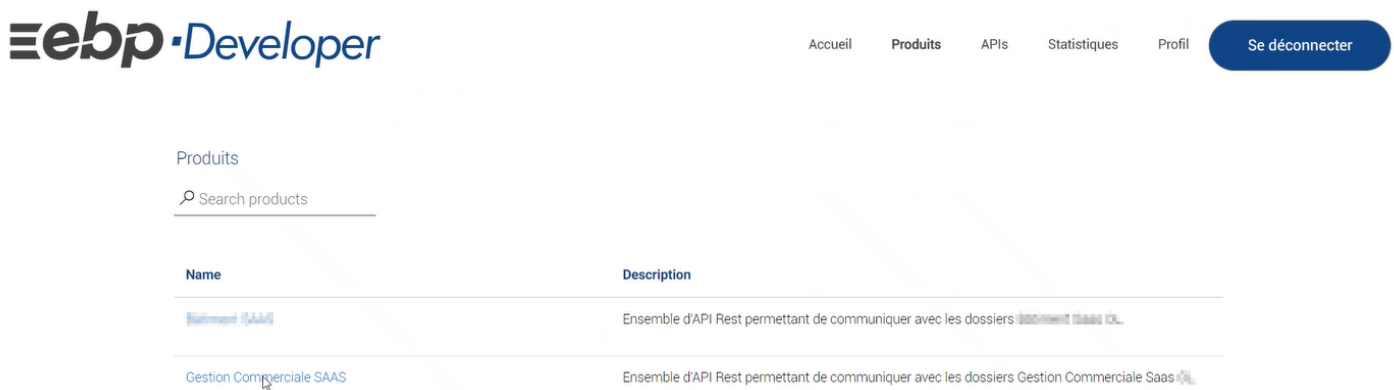 ebp·Developer
Accueil Produits APIs Statistiques Profil Se déconnecter
Produits
Search products
Name Description
Ensemble d'API Rest permettant de communiquer avec les dossiers
Gestion Commerciale SAAS Ensemble d'API Rest permettant de communiquer avec les dossiers Gestion Commerciale Saas